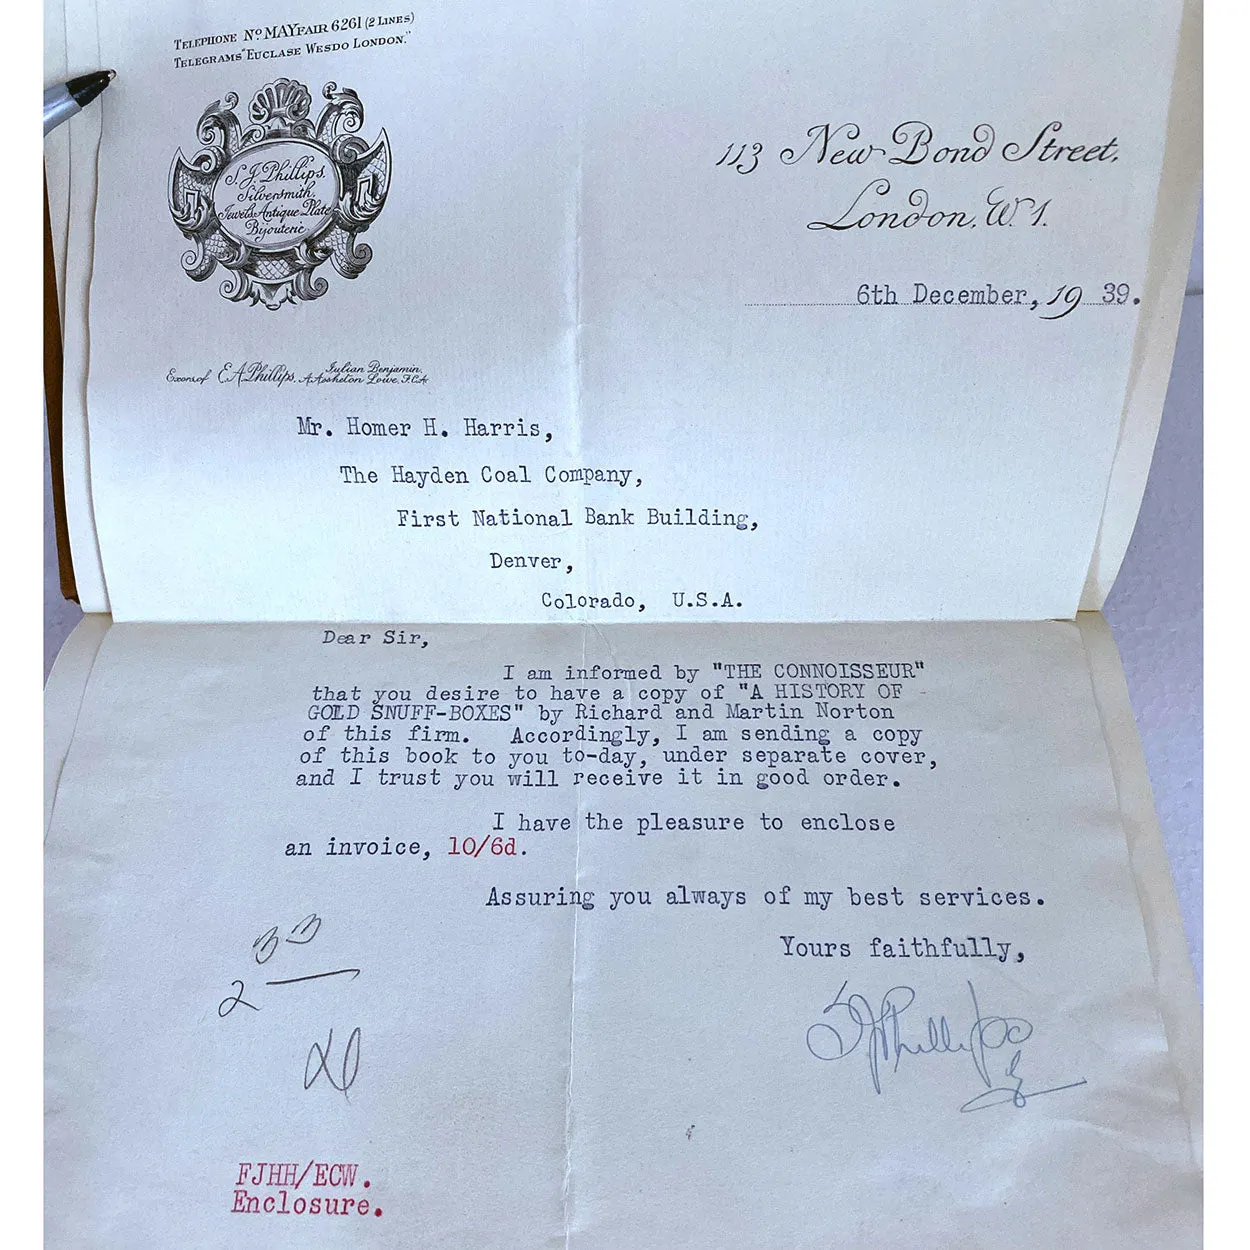 TELEPHONE No MAYFAIR 6261 (2 LINES)
TELEGRAMS "EUCLASE WESDO LONDON."
S. J. Phillips.
Silversmith.
Jewels. Antique Plate
Bijouterie
113 New Bond Street.
London, W.1.
6th December, 19 39.
Exors of E A Phillips. Julian Benjamin.
A. Assheton Lowe, F.C.A.
Mr. Homer H. Harris,
The Hayden Coal Company,
First National Bank Building,
Denver,
Colorado, U.S.A.
Dear Sir,
I am informed by "THE CONNOISSEUR"
that you desire to have a copy of "A HISTORY OF
GOLD SNUFF-BOXES" by Richard and Martin Norton
of this firm. Accordingly, I am sending a copy
of this book to you to-day, under separate cover,
and I trust you will receive it in good order.
I have the pleasure to enclose
an invoice, 10/6d.
Assuring you always of my best services.
Yours faithfully,
S J Phillips
2
FJHH/ECW.
Enclosure.